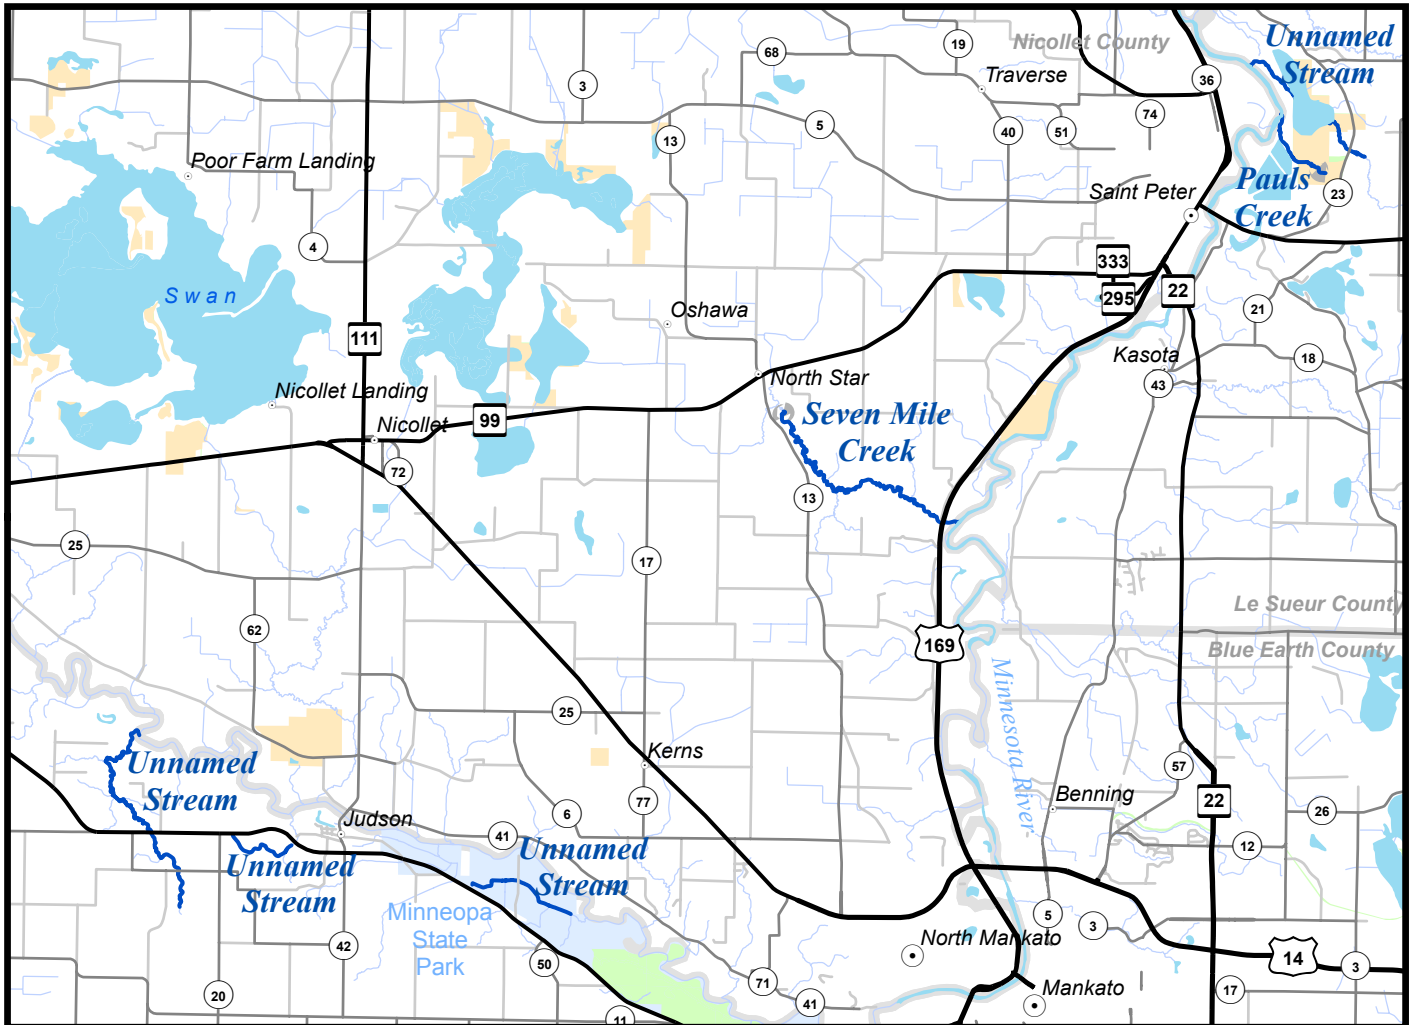 Unnamed
Stream
Nicollet County
19
68
Traverse
36
3
74
5
40
51
13
Poor Farm Landing
Pauls
Creek
23
Saint Peter
4
333
295
22
Swan
21
Oshawa
111
Kasota
18
43
North Star
Nicollet Landing
Seven Mile
Creek
99
Nicollet
72
13
25
17
Le Sueur County
62
169
Blue Earth County
Minnesota River
25
Kerns
57
Unnamed
Stream
77
Benning
22
6
26
Judson
41
12
Unnamed
Stream
Unnamed
Stream
Minneopa
State
Park
5
3
42
North Mankato
14
50
3
71
20
Mankato
17
41
11